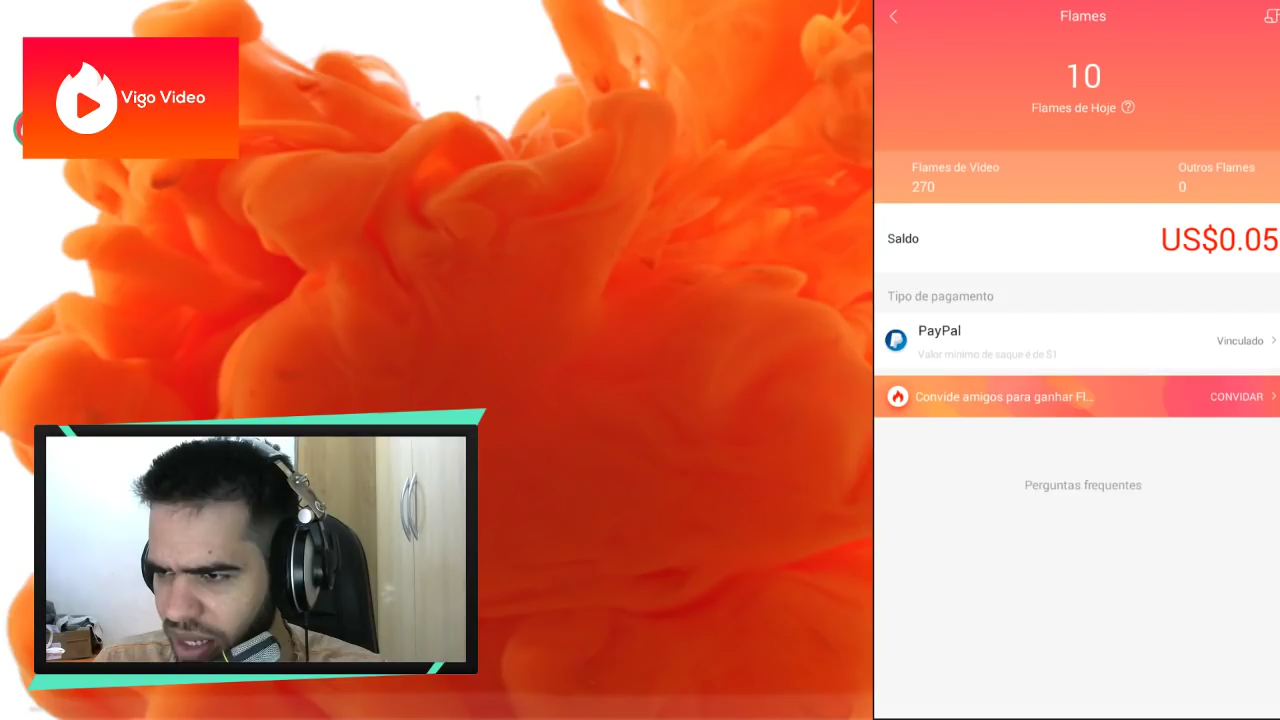 Vigo Video
Flames
10
Flames de Hoje
Flames de Vídeo
Outros Flames
270
0
Saldo
US$0.05
Tipo de pagamento
PayPal
Valor mínimo de saque é de $1
Vinculado
Convide amigos para ganhar Fl...
CONVIDAR
Perguntas frequentes